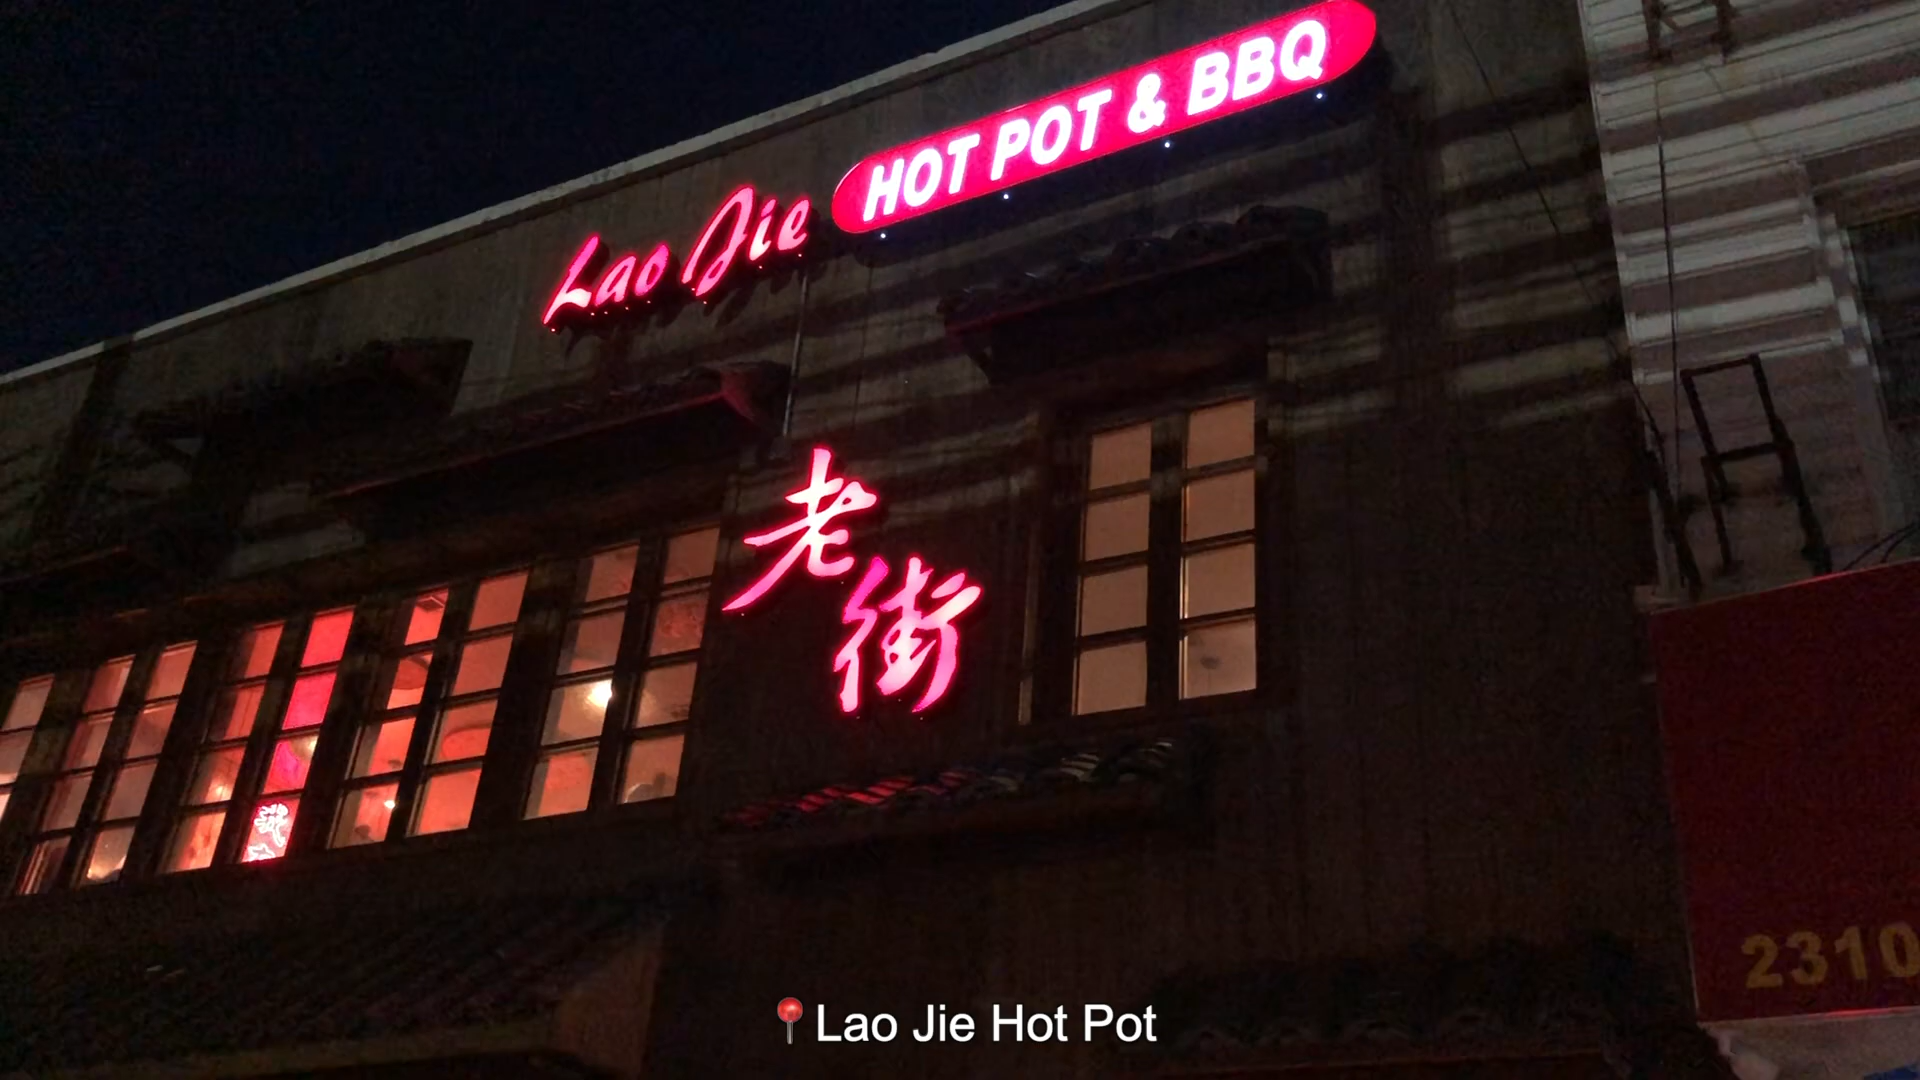 Lao Jie HOT POT & BBQ
老街
2310
📍Lao Jie Hot Pot